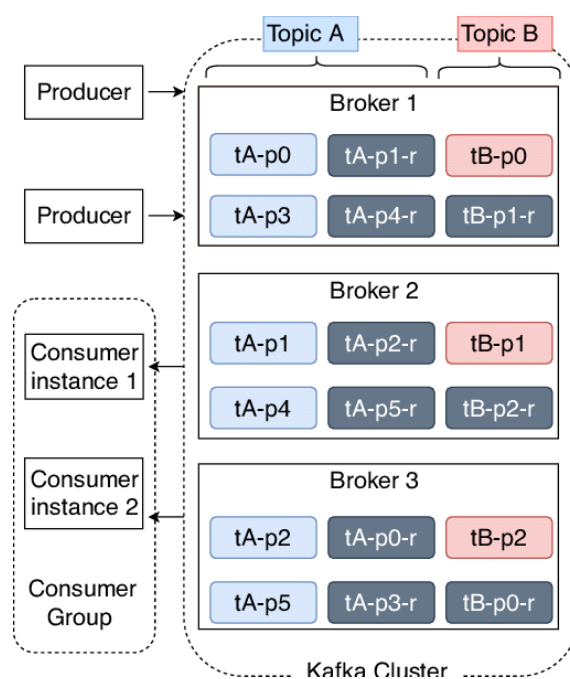 Topic A
Topic B
Producer
Producer
Broker 1
tA-p0
tA-p1-r
tB-p0
tA-p3
tA-p4-r
tB-p1-r
Broker 2
tA-p1
tA-p2-r
tB-p1
tA-p4
tA-p5-r
tB-p2-r
Broker 3
tA-p2
tA-p0-r
tB-p2
tA-p5
tA-p3-r
tB-p0-r
Consumer
instance 1
Consumer
instance 2
Consumer
Group
Kafka Cluster